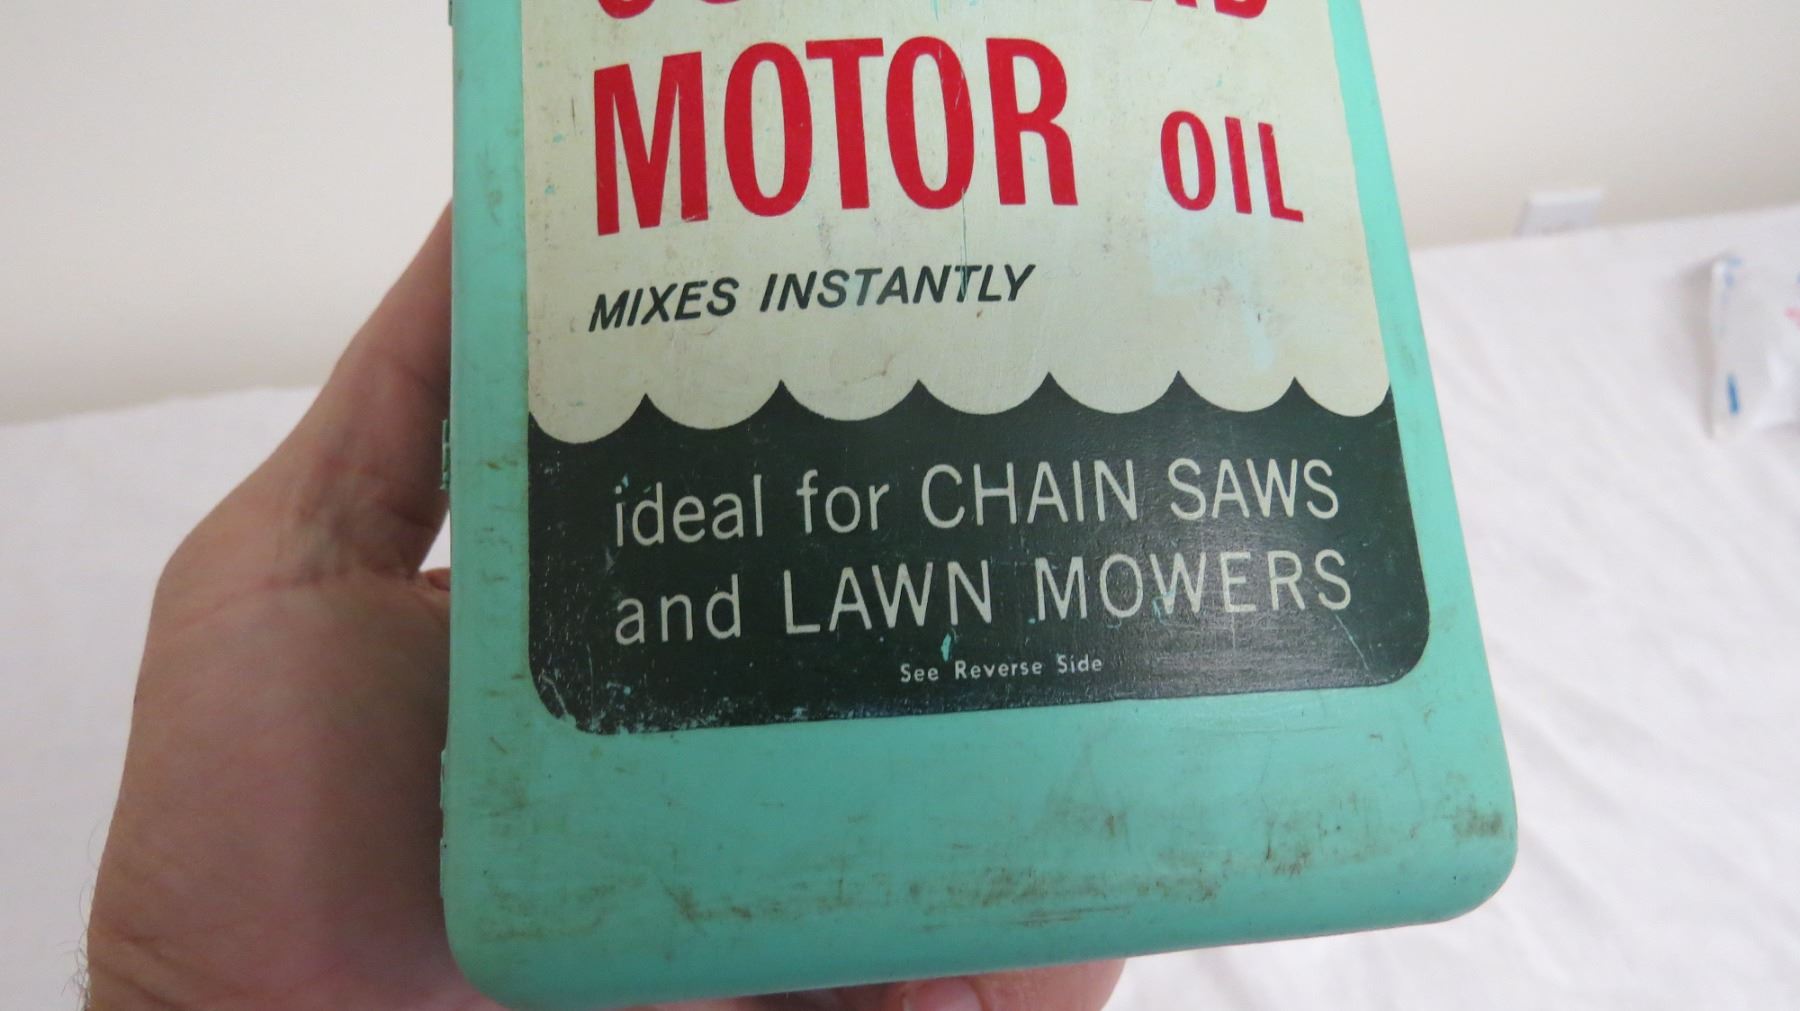 MOTOR OIL
MIXES INSTANTLY
ideal for CHAIN SAWS
and LAWN MOWERS
See Reverse Side